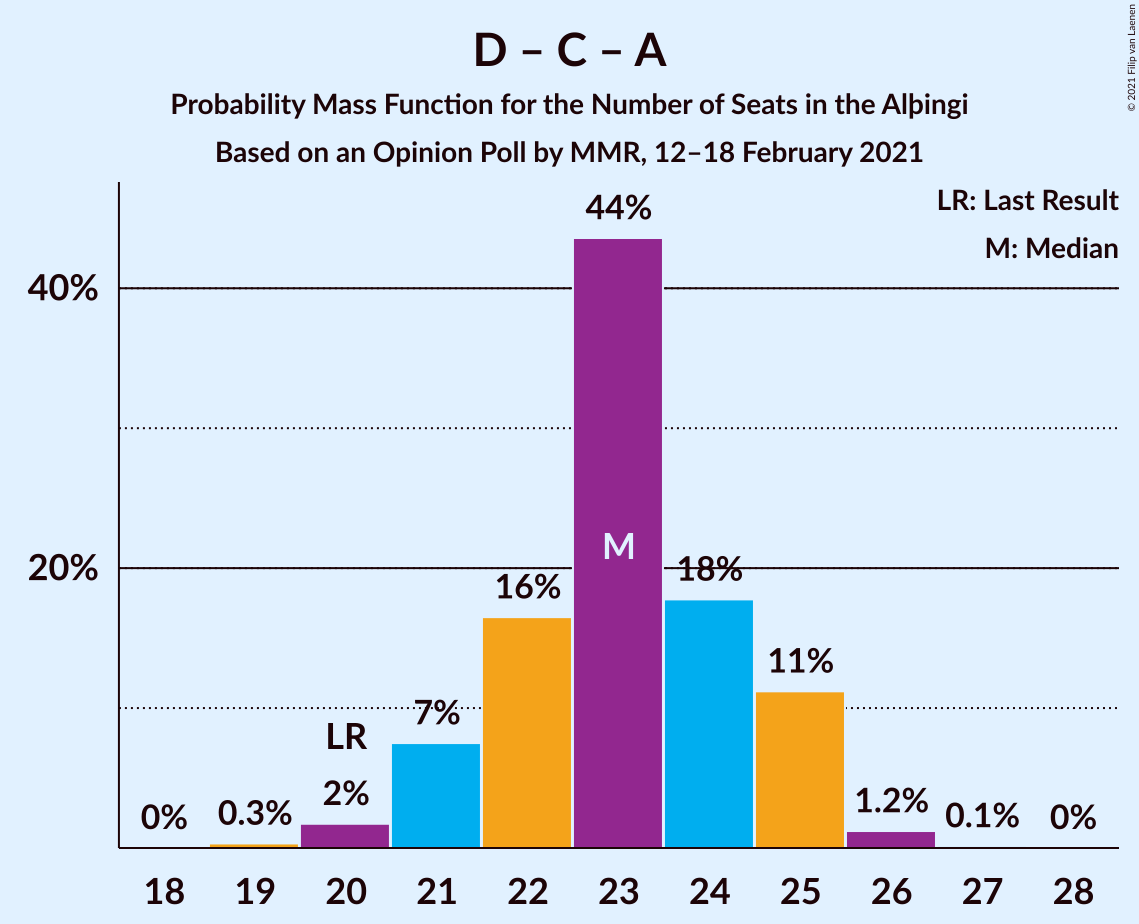 D – C – A
Probability Mass Function for the Number of Seats in the Alþingi
Based on an Opinion Poll by MMR, 12–18 February 2021
© 2021 Filip van Laenen
LR: Last Result
M: Median
44%
40%
M
20%
18%
16%
11%
7%
LR
2%
1.2%
0%
0.3%
0.1%
0%
18 19 20 21 22 23 24 25 26 27 28